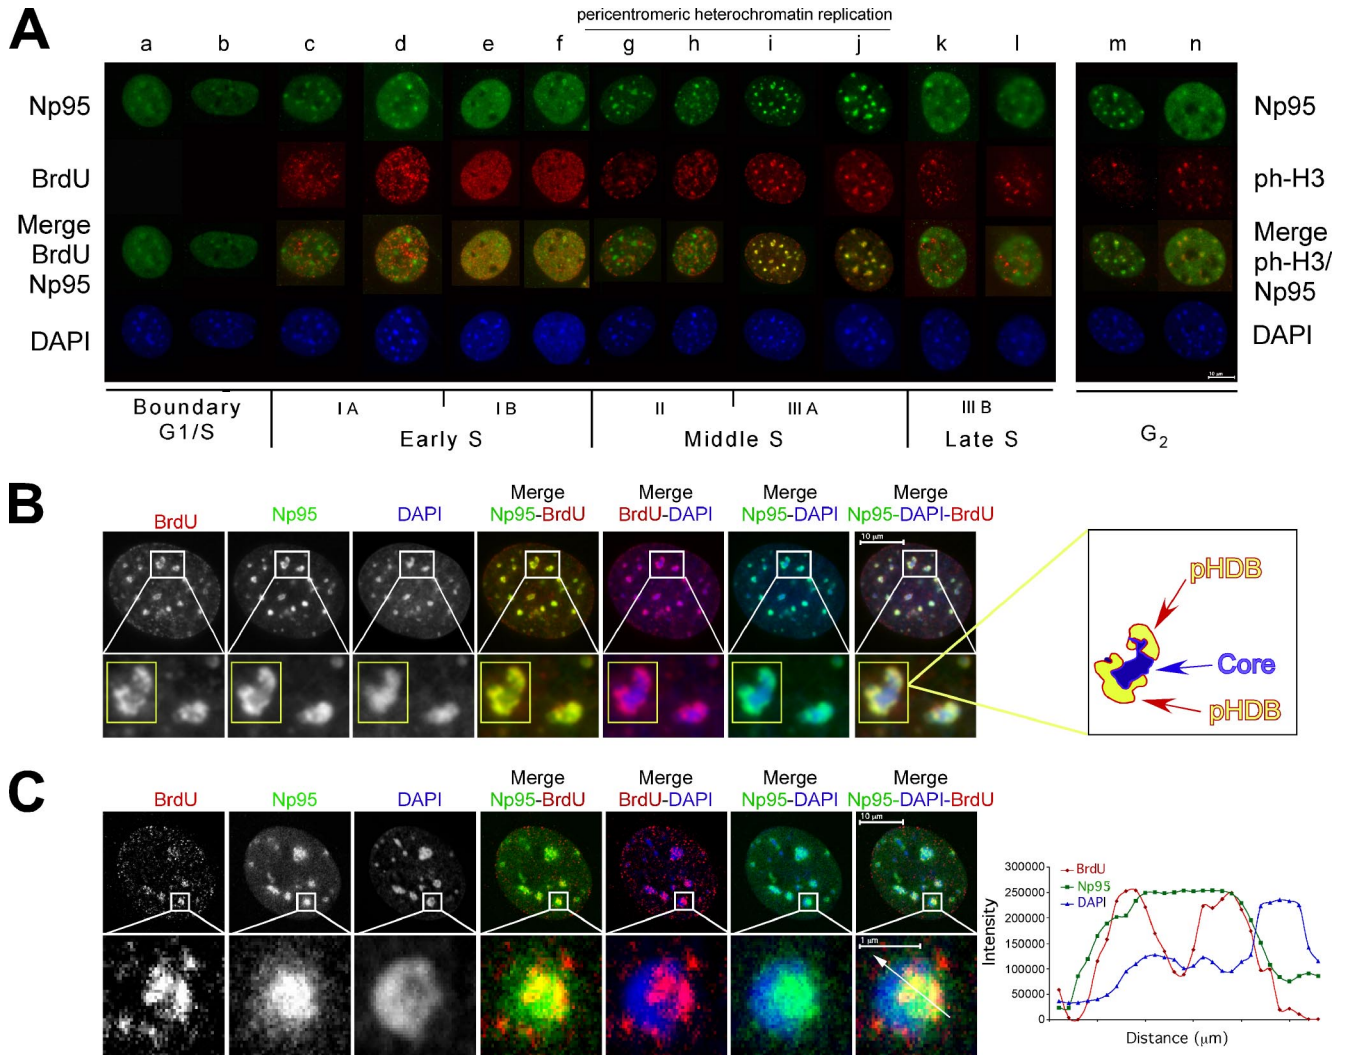 A
pericentromeric heterochromatin replication
a b c d e f g h i j k l m n
Np95
BrdU
Merge
BrdU
Np95
DAPI
Np95
ph-H3
Merge
ph-H3/
Np95
DAPI
10 µm
Boundary
G1/S
I A
I B
II
III A
III B
Early S
Middle S
Late S
G2
B
BrdU
Np95
DAPI
Merge
Np95-BrdU
Merge
BrdU-DAPI
Merge
Np95-DAPI
Merge
Np95-DAPI-BrdU
10 µm
pHDB
Core
pHDB
C
BrdU
Np95
DAPI
Merge
Np95-BrdU
Merge
BrdU-DAPI
Merge
Np95-DAPI
Merge
Np95-DAPI-BrdU
10 µm
1 µm
Intensity
300000
250000
200000
150000
100000
50000
0
BrdU
Np95
DAPI
Distance (µm)